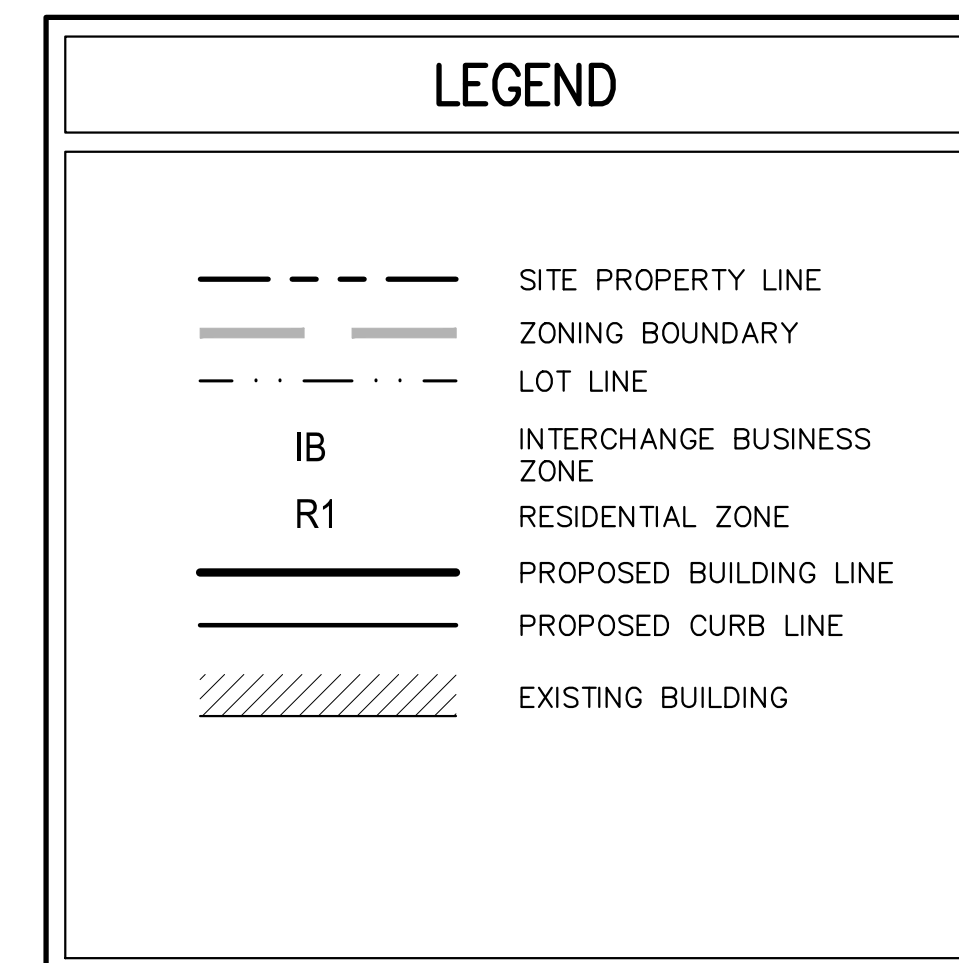 LEGEND
SITE PROPERTY LINE
ZONING BOUNDARY
LOT LINE
IB INTERCHANGE BUSINESS
ZONE
R1 RESIDENTIAL ZONE
PROPOSED BUILDING LINE
PROPOSED CURB LINE
EXISTING BUILDING